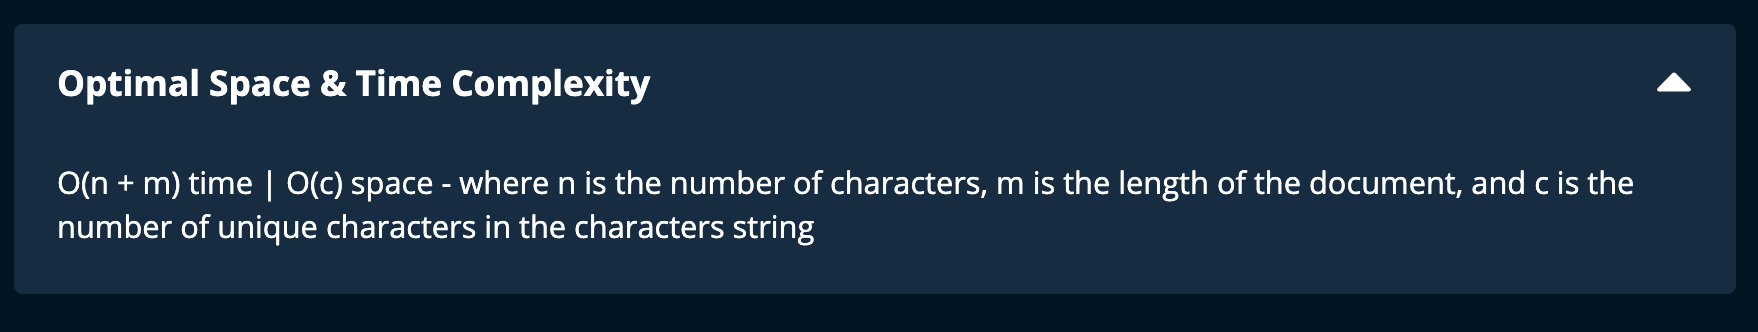 Optimal Space & Time Complexity
O(n + m) time | O(c) space - where n is the number of characters, m is the length of the document, and c is the
number of unique characters in the characters string